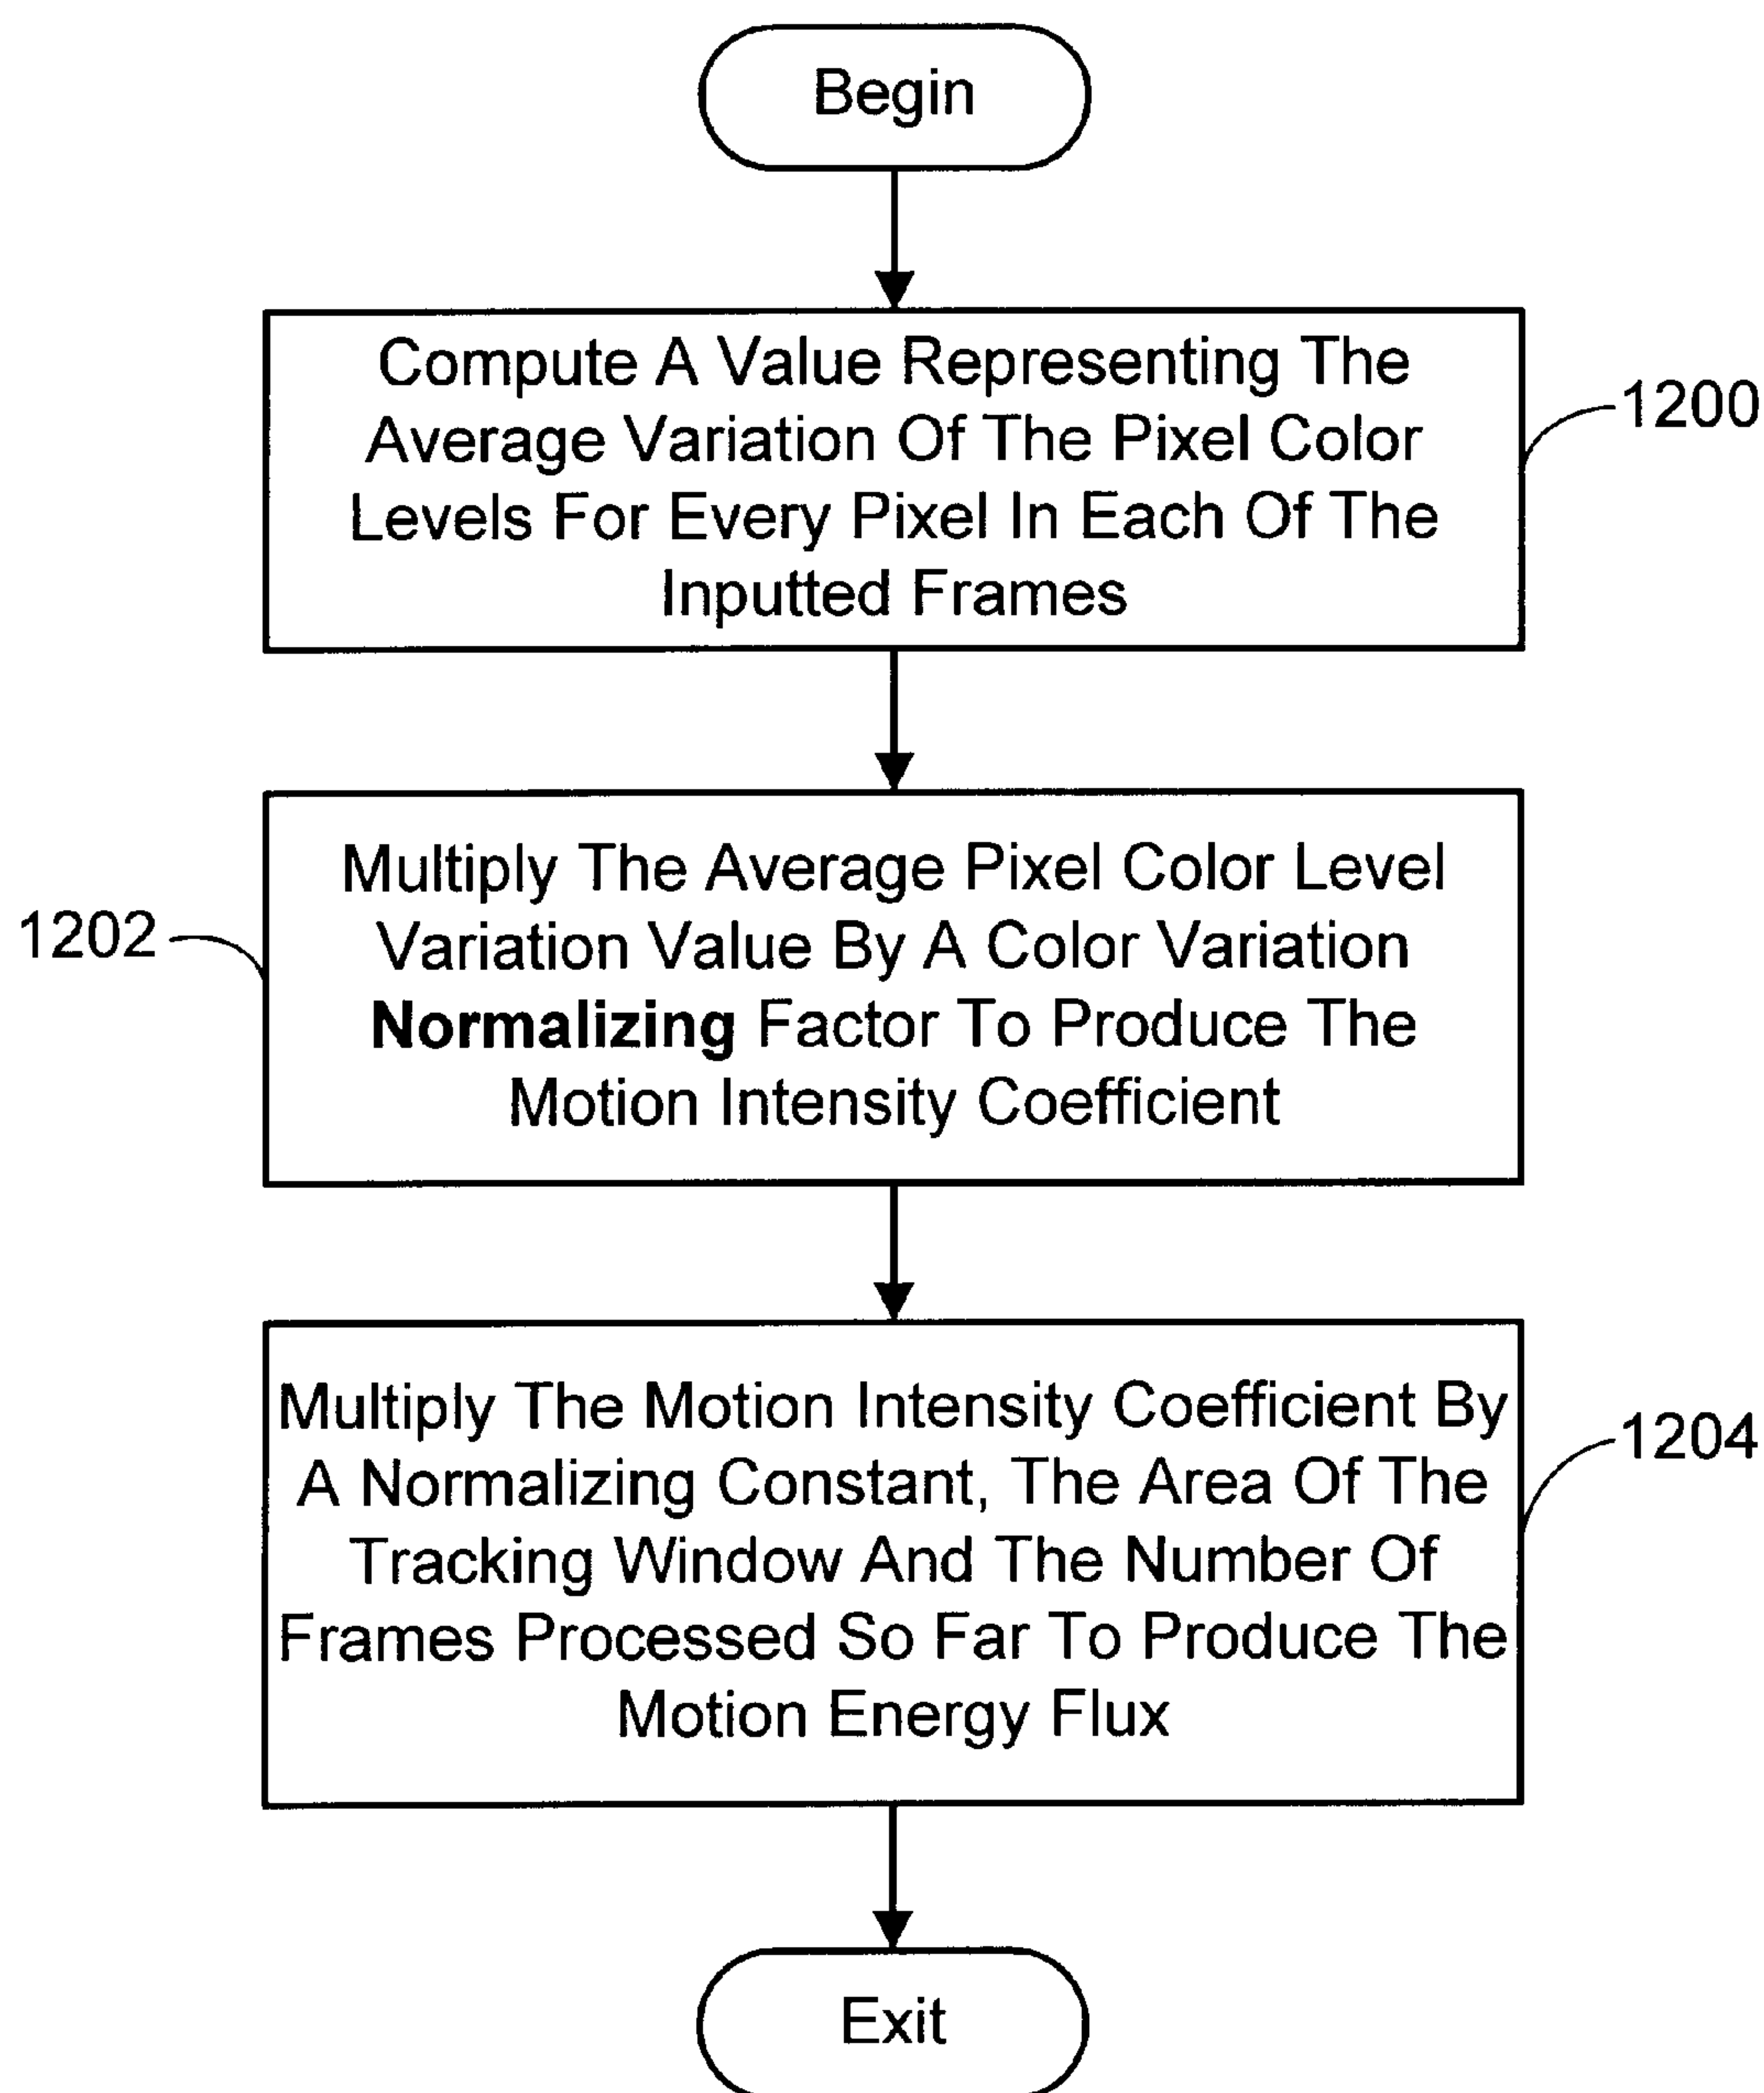 Begin
Compute A Value Representing The
Average Variation Of The Pixel Color
Levels For Every Pixel In Each Of The
Inputted Frames
1200
Multiply The Average Pixel Color Level
Variation Value By A Color Variation
Normalizing Factor To Produce The
Motion Intensity Coefficient
1202
Multiply The Motion Intensity Coefficient By
A Normalizing Constant, The Area Of The
Tracking Window And The Number Of
Frames Processed So Far To Produce The
Motion Energy Flux
1204
Exit